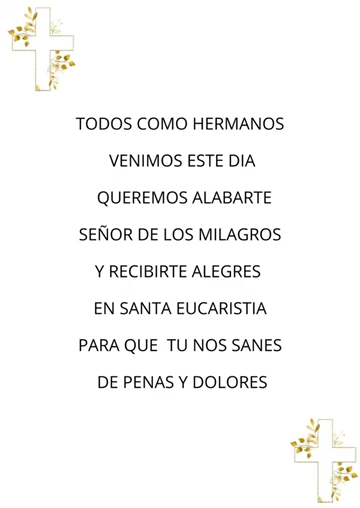 TODOS COMO HERMANOS
VENIMOS ESTE DIA
QUEREMOS ALABARTE
SEÑOR DE LOS MILAGROS
Y RECIBIRTE ALEGRES
EN SANTA EUCARISTIA
PARA QUE  TU NOS SANES
DE PENAS Y DOLORES